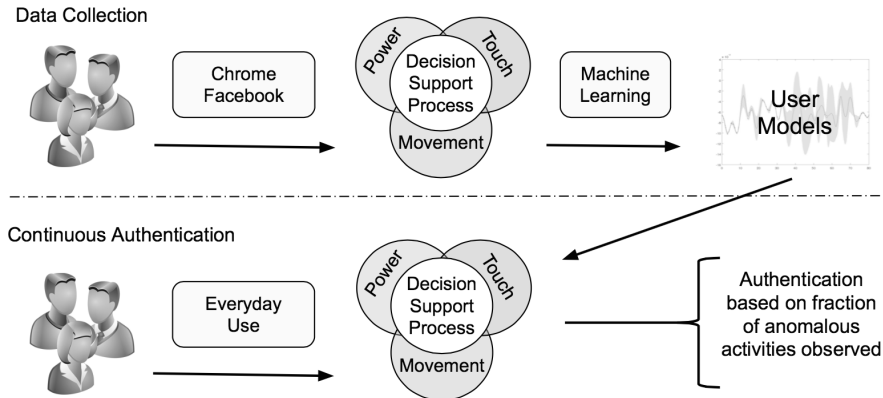 Data Collection
Chrome
Facebook
Power
Touch
Decision
Support
Process
Movement
Machine
Learning
User
Models
Continuous Authentication
Everyday
Use
Power
Touch
Decision
Support
Process
Movement
Authentication
based on fraction
of anomalous
activities observed